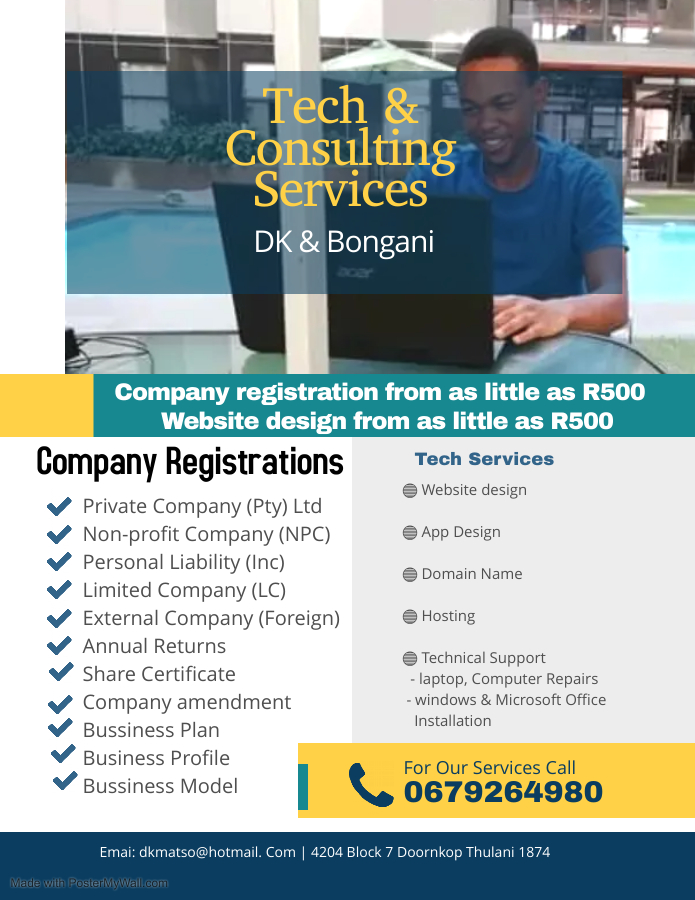 Tech &
Consulting
Services
DK & Bongani
acer
Company registration from as little as R500
Website design from as little as R500
Company Registrations
Private Company (Pty) Ltd
Non-profit Company (NPC)
Personal Liability (Inc)
Limited Company (LC)
External Company (Foreign)
Annual Returns
Share Certificate
Company amendment
Bussiness Plan
Business Profile
Bussiness Model
Tech Services
Website design
App Design
Domain Name
Hosting
Technical Support
- laptop, Computer Repairs
- windows & Microsoft Office
Installation
For Our Services Call
0679264980
Emai: dkmatso@hotmail. Com | 4204 Block 7 Doornkop Thulani 1874
Made with PosterMyWall.com